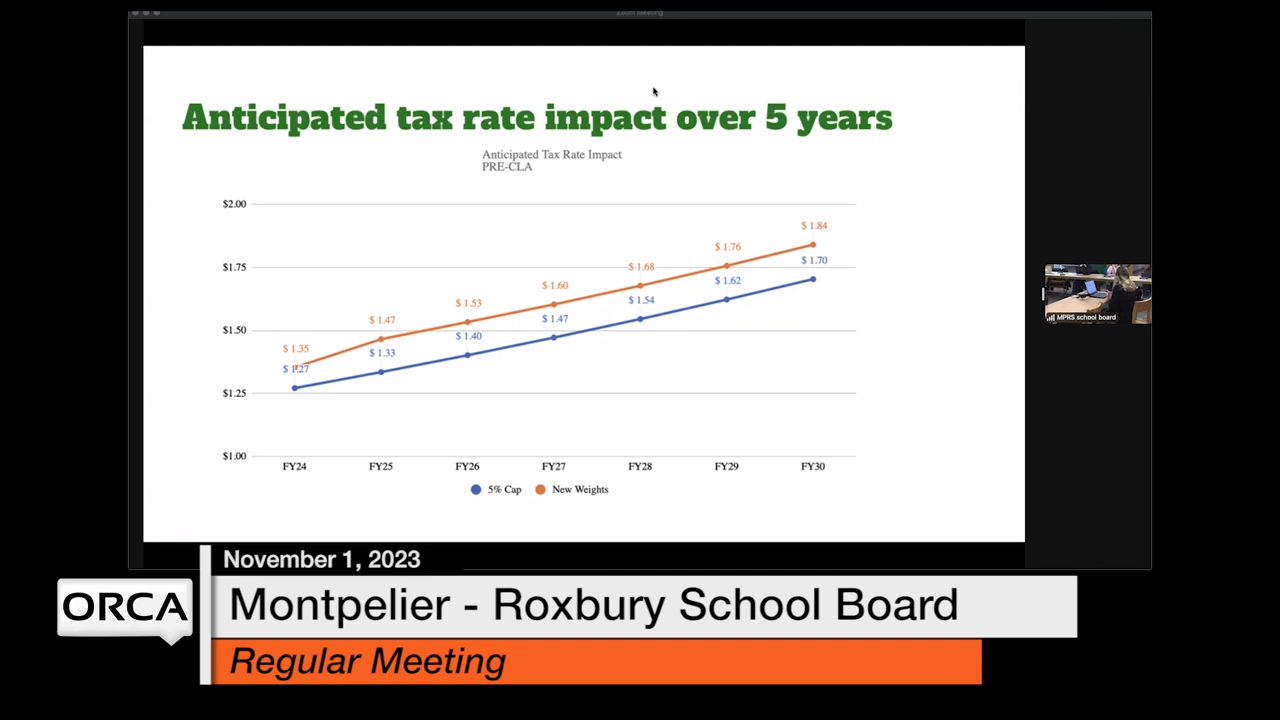 Zoom Meeting
Anticipated tax rate impact over 5 years
Anticipated Tax Rate Impact
PRE-CLA
$2.00
$1.75
$1.50
$1.25
$1.00
$ 1.35
$ 1.47
$ 1.53
$ 1.60
$ 1.68
$ 1.76
$ 1.84
$ 1.27
$ 1.33
$ 1.40
$ 1.47
$ 1.54
$ 1.62
$ 1.70
FY24 FY25 FY26 FY27 FY28 FY29 FY30
5% Cap New Weights
MPRS school board
November 1, 2023
ORCA
Montpelier - Roxbury School Board
Regular Meeting